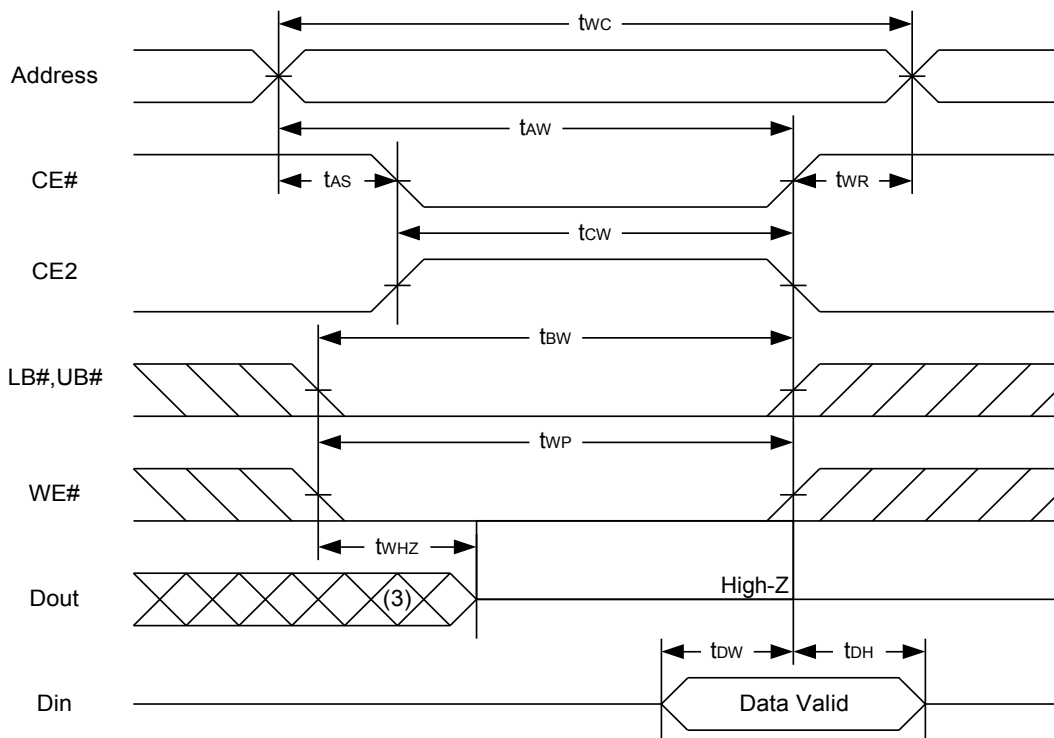 tWC
Address
tAW
CE#
tAS
tWR
tCW
CE2
tBW
LB#,UB#
tWP
WE#
tWHZ
Dout
(3)
High-Z
tDW
tDH
Din
Data Valid